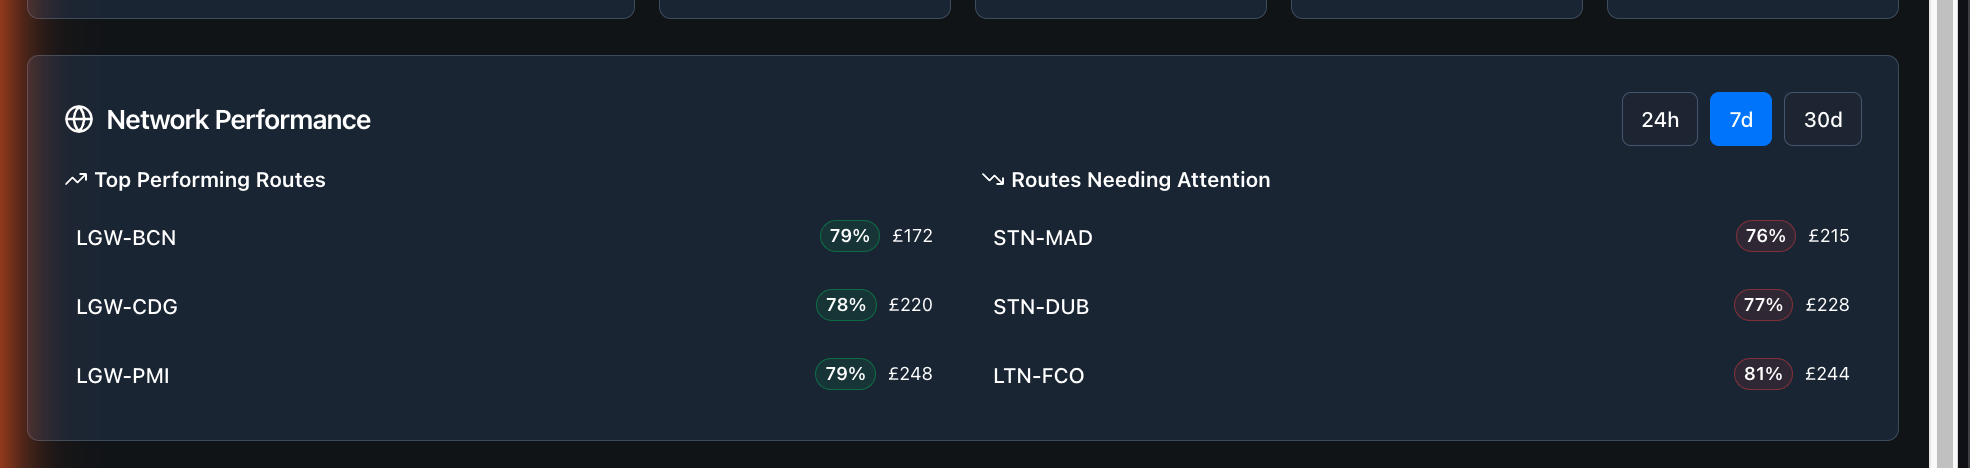 Network Performance
24h 7d 30d
Top Performing Routes
LGW-BCN 79% £172
LGW-CDG 78% £220
LGW-PMI 79% £248
Routes Needing Attention
STN-MAD 76% £215
STN-DUB 77% £228
LTN-FCO 81% £244